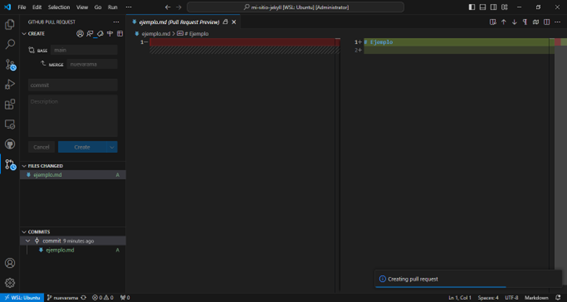 File Edit Selection View Go Run ···
mi-sitio-jekyll [WSL: Ubuntu] [Administrator]
GITHUB PULL REQUEST
ejemplo.md (Pull Request Preview)
CREATE
ejemplo.md > # Ejemplo
BASE main
MERGE nuevarama
commit
Description
Cancel Create
FILES CHANGED
ejemplo.md A
COMMITS
commit 9 minutes ago
ejemplo.md A
1
1 + # Ejemplo
2 +
Creating pull request
WSL: Ubuntu nuevarama 0 0 0 Ln 1, Col 1 Spaces: 4 UTF-8 LF Markdown